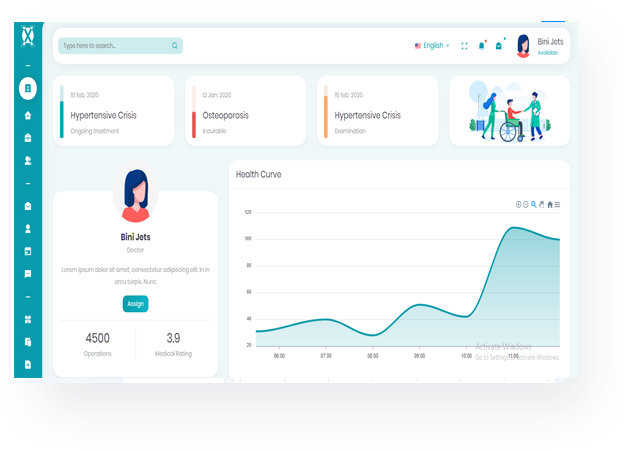 Type here to search..
English
Bini Jets
Available
10 feb, 2020
Hypertensive Crisis
Ongoing treatment
12 Jan, 2020
Osteoporosis
Incurable
15 feb, 2020
Hypertensive Crisis
Examination
Bini Jets
Doctor
Lorem ipsum dolor sit amet, consectetur adipiscing elit. In in
arcu turpis. Nunc
Assign
4500
Operations
3.9
Medical Rating
Health Curve
120
100
80
60
40
20
06:00
07:00
08:00
09:00
10:00
11:00
Activate Windows
Go to Settings to activate Windows.